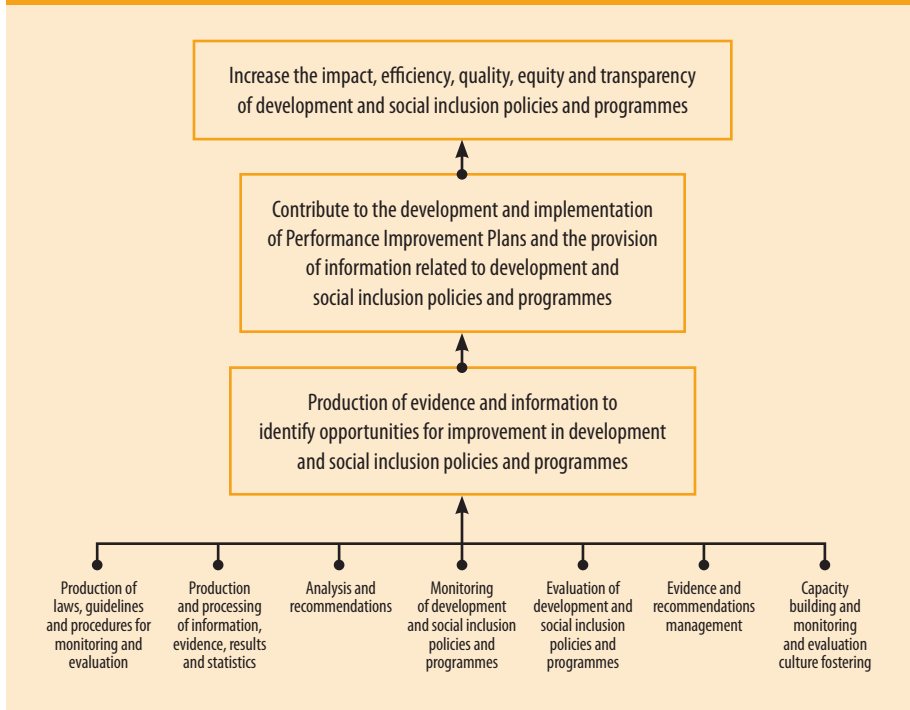 Increase the impact, efficiency, quality, equity and transparency
of development and social inclusion policies and programmes
Contribute to the development and implementation
of Performance Improvement Plans and the provision
of information related to development and
social inclusion policies and programmes
Production of evidence and information to
identify opportunities for improvement in development
and social inclusion policies and programmes
Production of
laws, guidelines
and procedures for
monitoring and
evaluation
Production
and processing
of information,
evidence, results
and statistics
Analysis and
recommendations
Monitoring
of development
and social inclusion
policies and
programmes
Evaluation of
development and
social inclusion
policies and
programmes
Evidence and
recommendations
management
Capacity
building and
monitoring
and evaluation
culture fostering